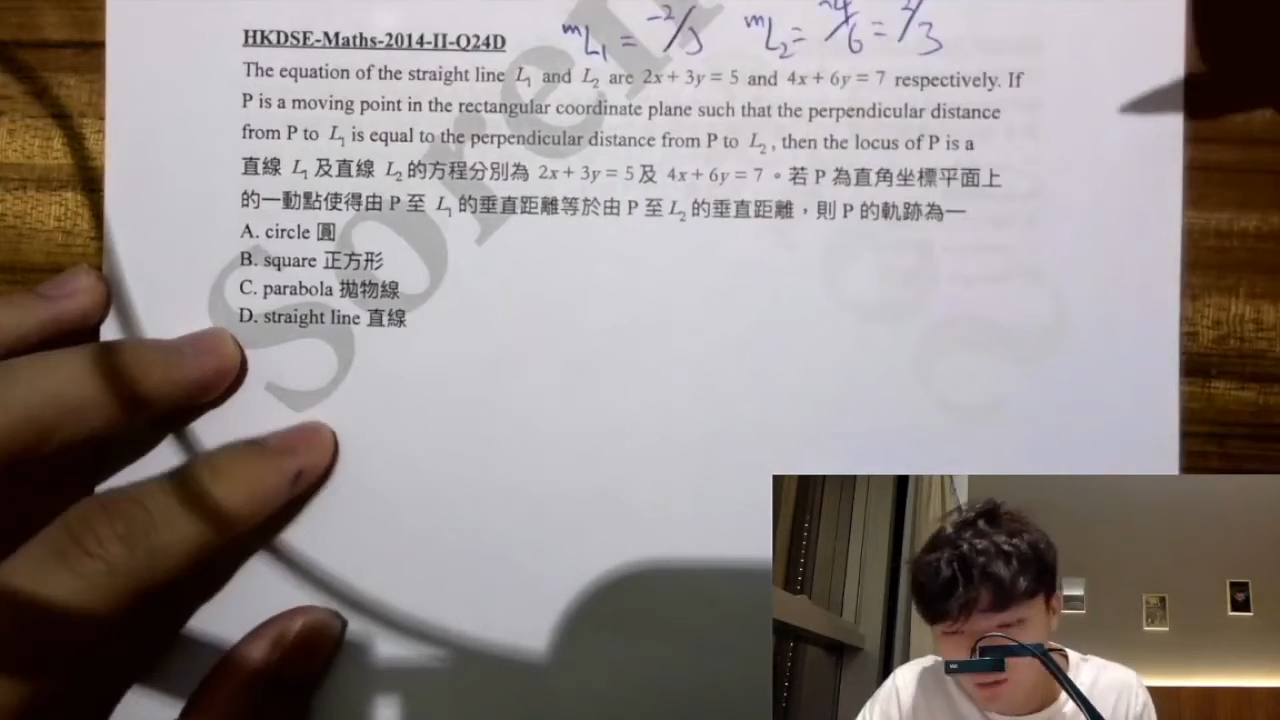 mL₁ = -2/3 mL₂ = -4/6 = -2/3
HKDSE-Maths-2014-II-Q24D
The equation of the straight line L₁ and L₂ are 2x + 3y = 5 and 4x + 6y = 7 respectively. If
P is a moving point in the rectangular coordinate plane such that the perpendicular distance
from P to L₁ is equal to the perpendicular distance from P to L₂, then the locus of P is a
直線 L₁ 及直線 L₂ 的方程分別為 2x + 3y = 5 及 4x + 6y = 7。若 P 為直角坐標平面上
的一動點使得由 P 至 L₁ 的垂直距離等於由 P 至 L₂ 的垂直距離，則 P 的軌跡為一
A. circle 圓
B. square 正方形
C. parabola 拋物線
D. straight line 直線